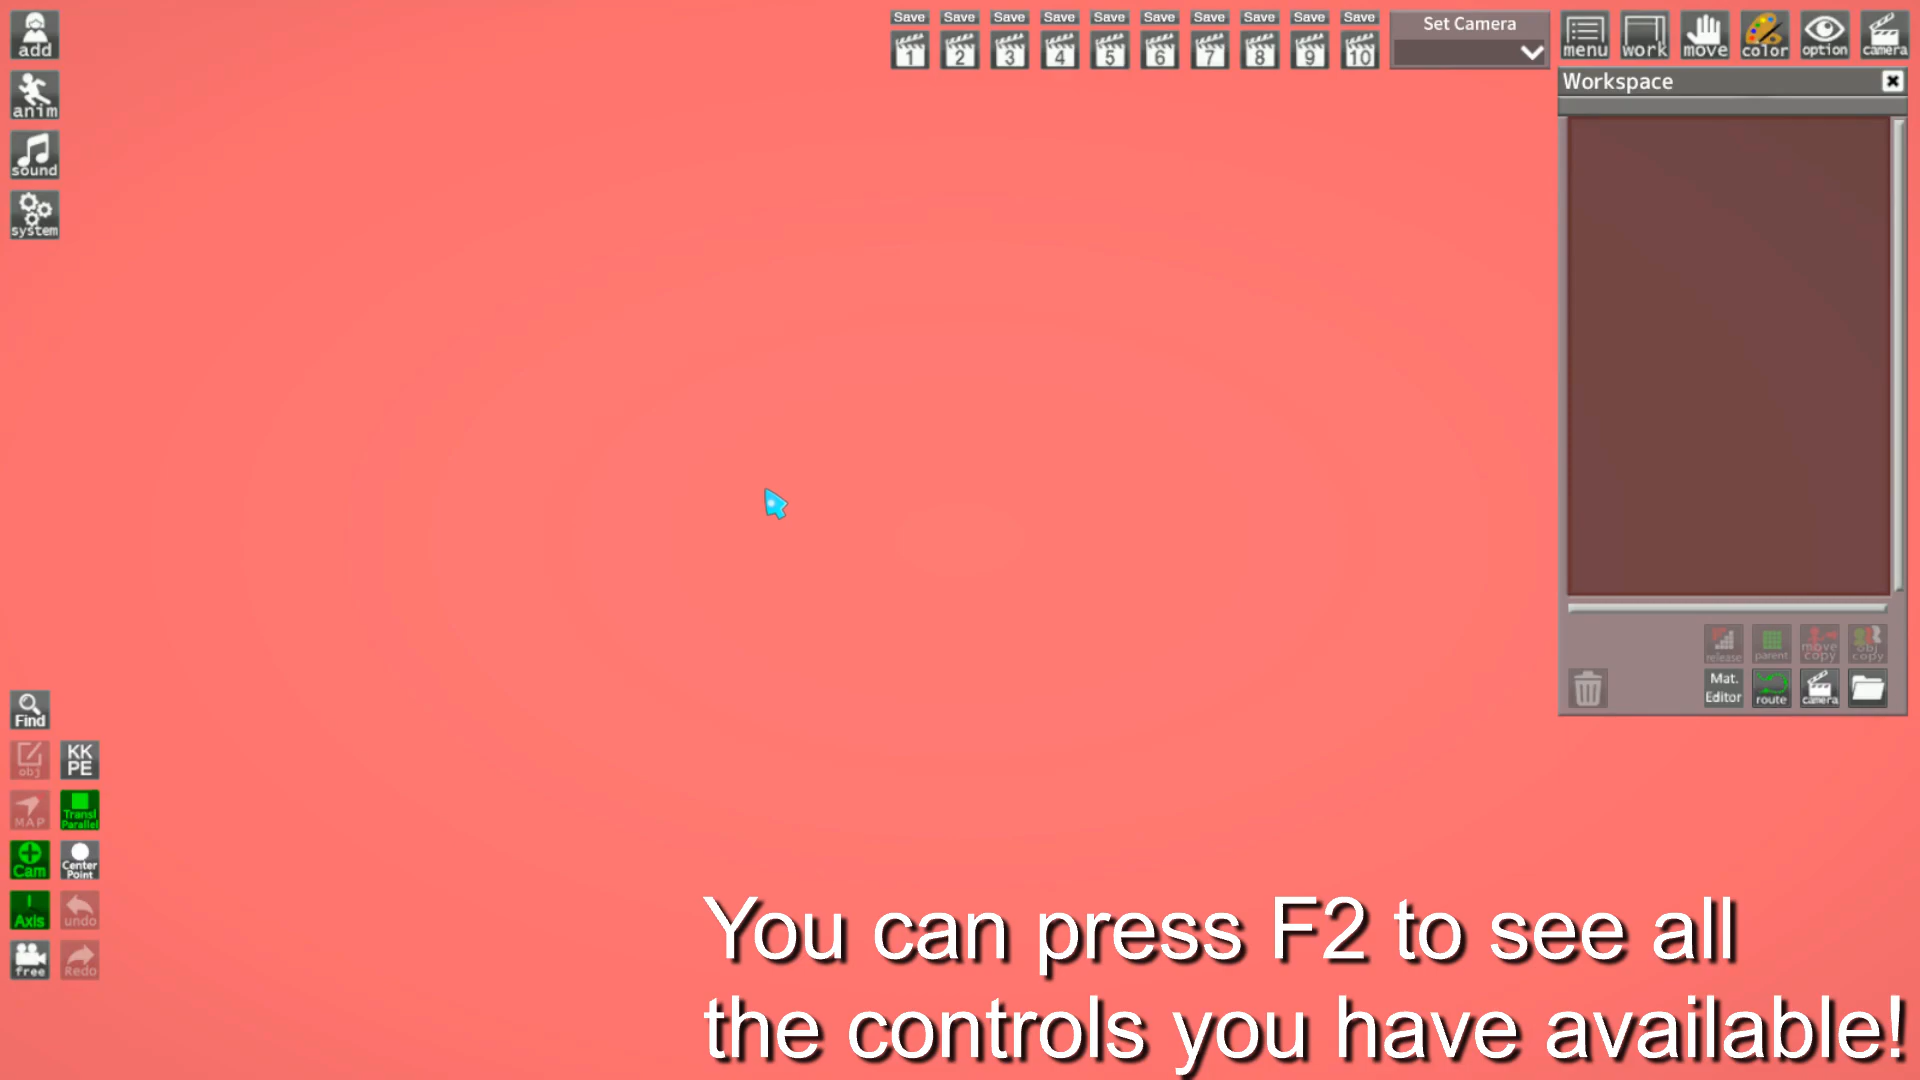 add
anim
sound
system
Save Save Save Save Save Save Save Save Save Save
1 2 3 4 5 6 7 8 9 10
Set Camera
menu work move color option camera
Workspace
release parent move copy obj copy
Mat. Editor route camera
Find
obj KK PE
MAP Transl Parallel
Cam Center Point
Axis undo
free Redo
You can press F2 to see all
the controls you have available!